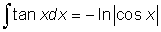 ∫tan xdx = −ln|cos x|